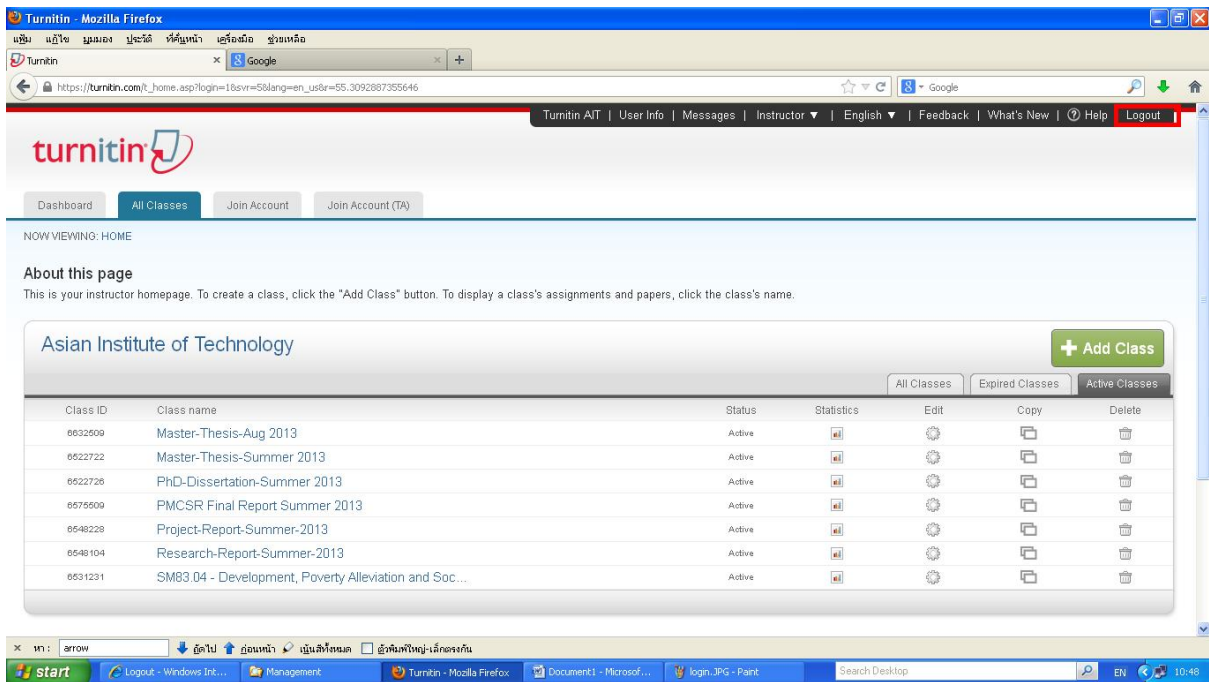 Turnitin - Mozilla Firefox
แฟ้ม แก้ไข มุมมอง ประวัติ ที่คั่นหน้า เครื่องมือ ช่วยเหลือ
Turnitin × Google × +
https://turnitin.com/t_home.asp?login=1&svr=5&lang=en_us&r=55.3092887355646 Google
Turnitin AIT | User Info | Messages | Instructor ▼ | English ▼ | Feedback | What's New | ? Help Logout
turnitin
Dashboard All Classes Join Account Join Account (TA)
NOW VIEWING: HOME
About this page
This is your instructor homepage. To create a class, click the "Add Class" button. To display a class's assignments and papers, click the class's name.
Asian Institute of Technology + Add Class
All Classes Expired Classes Active Classes
Class ID Class name Status Statistics Edit Copy Delete
6632509 Master-Thesis-Aug 2013 Active
6522722 Master-Thesis-Summer 2013 Active
6522726 PhD-Dissertation-Summer 2013 Active
6575509 PMCSR Final Report Summer 2013 Active
6548228 Project-Report-Summer-2013 Active
6548104 Research-Report-Summer-2013 Active
6531231 SM83.04 - Development, Poverty Alleviation and Soc... Active
× หา: arrow ถัดไป ก่อนหน้า เน้นสีทั้งหมด ตัวพิมพ์ใหญ่-เล็กตรงกัน
start Logout - Windows Int... Management Turnitin - Mozilla Firefox Document1 - Microsof... login.JPG - Paint Search Desktop EN 10:48